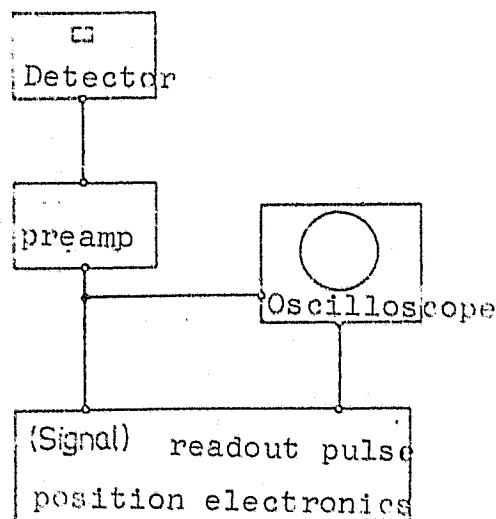 Detector
preamp
Oscilloscope
(Signal) readout pulse
position electronics